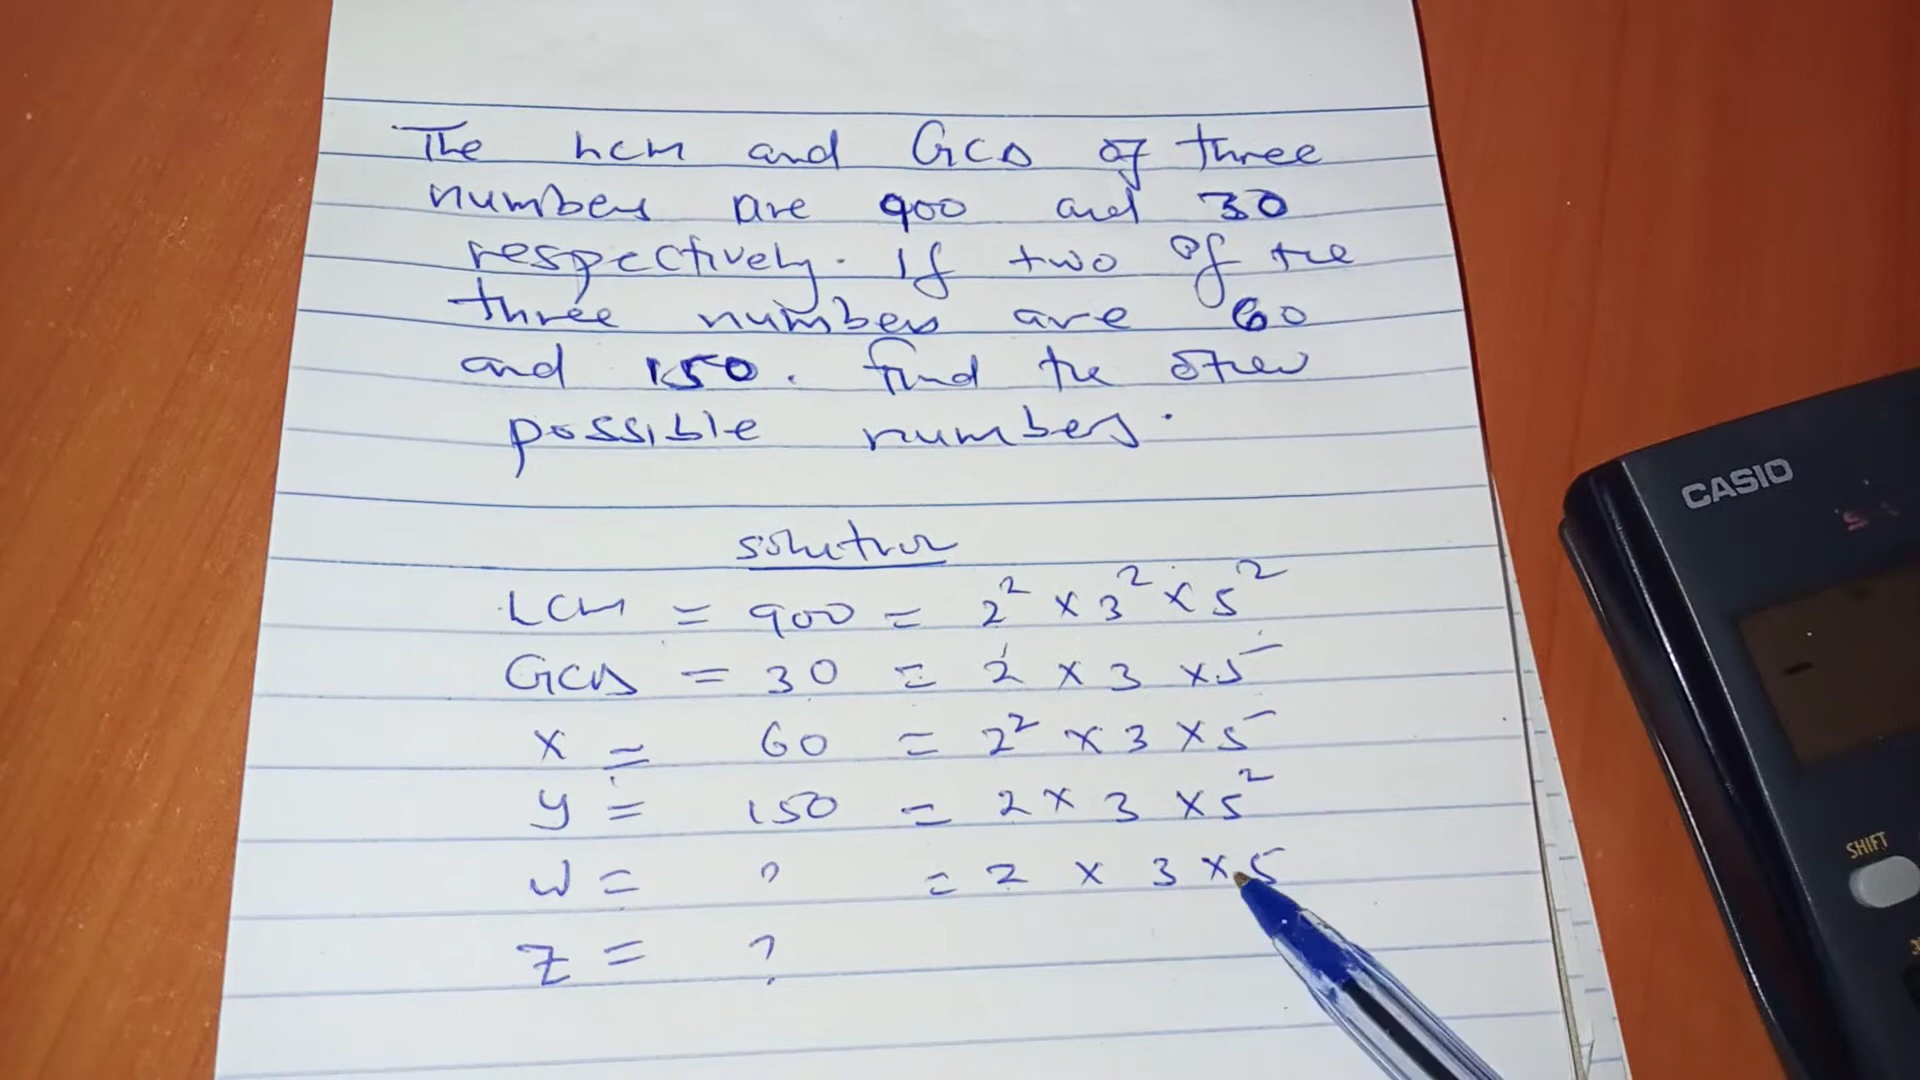 The LCM and GCD of three
numbers are 900 and 30
respectively. If two of the
three numbers are 60
and 150. find the other
possible numbers.
solution
LCM = 900 = 2² × 3² × 5²
GCD = 30 = 2 × 3 × 5
x = 60 = 2² × 3 × 5
y = 150 = 2 × 3 × 5²
w = ? = 2 × 3 × 5
z = ?
CASIO
SHIFT